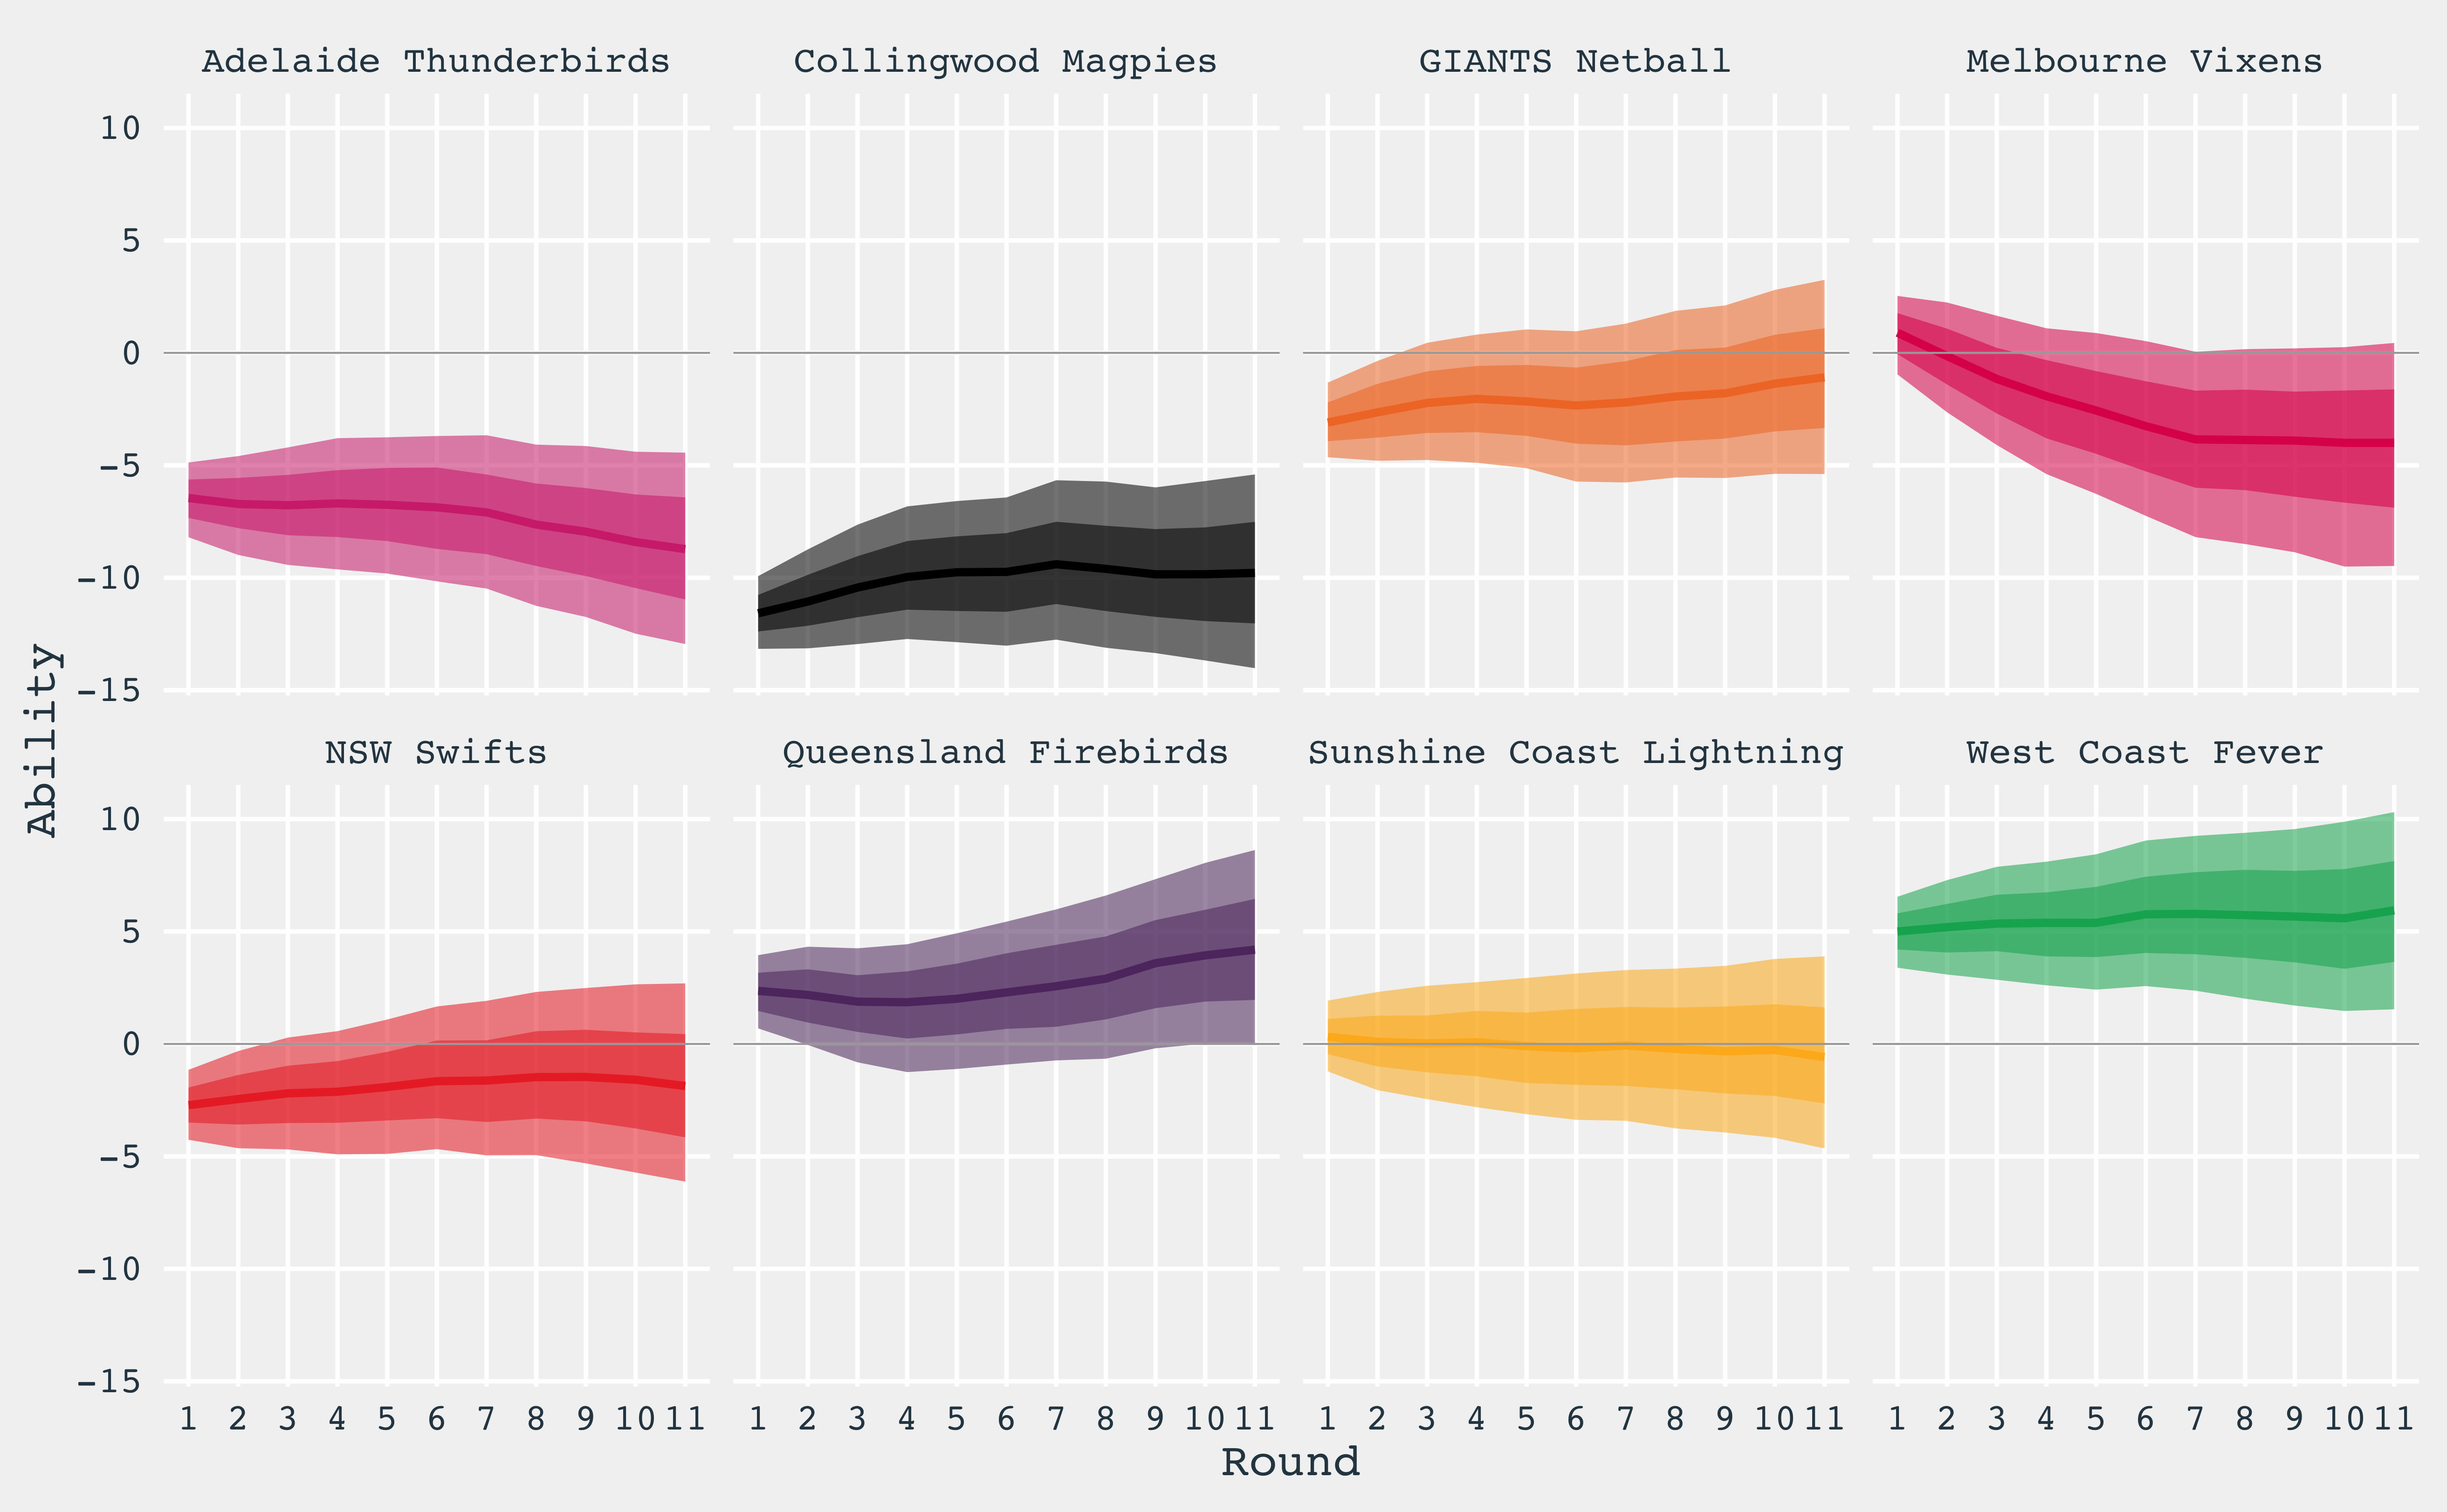 Adelaide Thunderbirds
Collingwood Magpies
GIANTS Netball
Melbourne Vixens
10
5
0
-5
-10
-15
Ability
NSW Swifts
Queensland Firebirds
Sunshine Coast Lightning
West Coast Fever
10
5
0
-5
-10
-15
1 2 3 4 5 6 7 8 9 10 11
1 2 3 4 5 6 7 8 9 10 11
1 2 3 4 5 6 7 8 9 10 11
1 2 3 4 5 6 7 8 9 10 11
Round